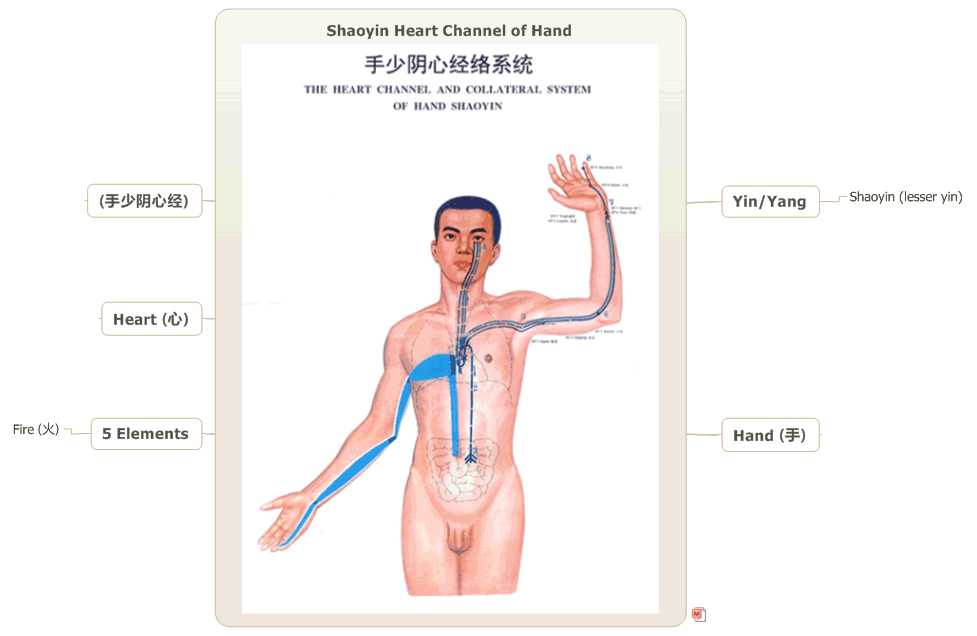 Shaoyin Heart Channel of Hand
手少阴心经络系统
THE HEART CHANNEL AND COLLATERAL SYSTEM
OF HAND SHAOYIN
(手少阴心经)
Yin/Yang
Shaoyin (lesser yin)
Heart (心)
Fire (火)
5 Elements
Hand (手)